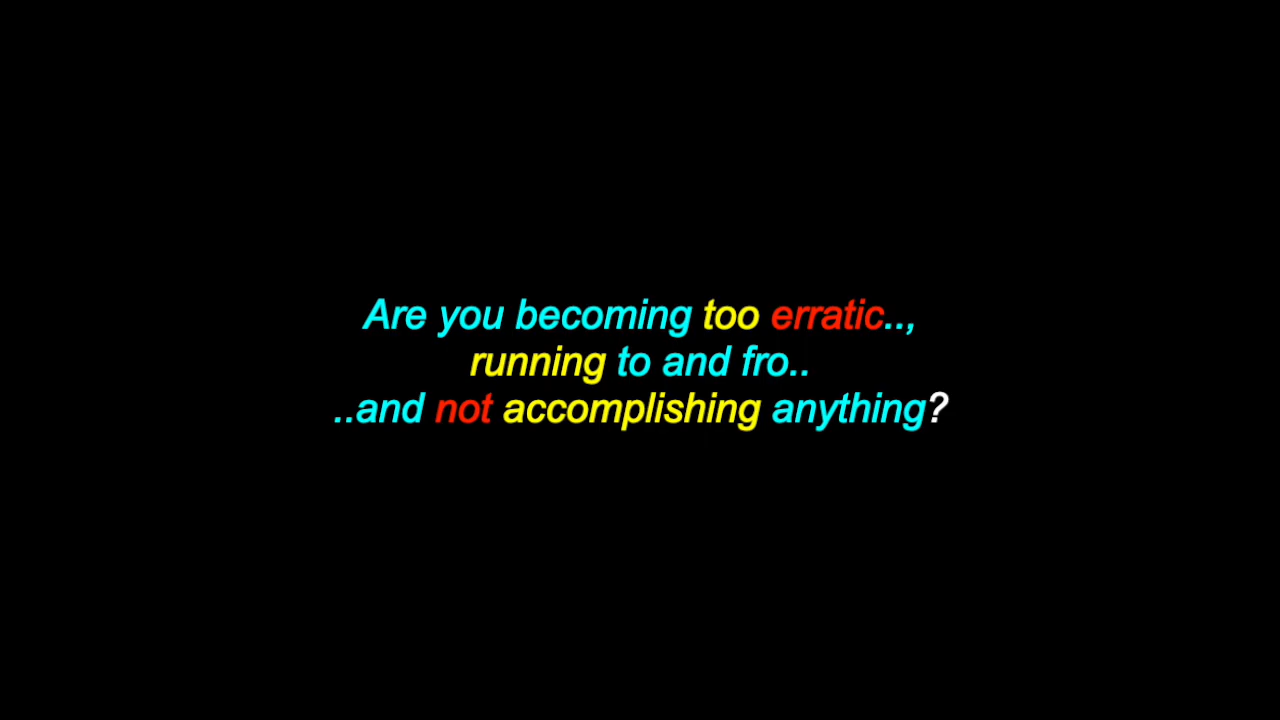 Are you becoming too erratic..,
running to and fro..
..and not accomplishing anything?